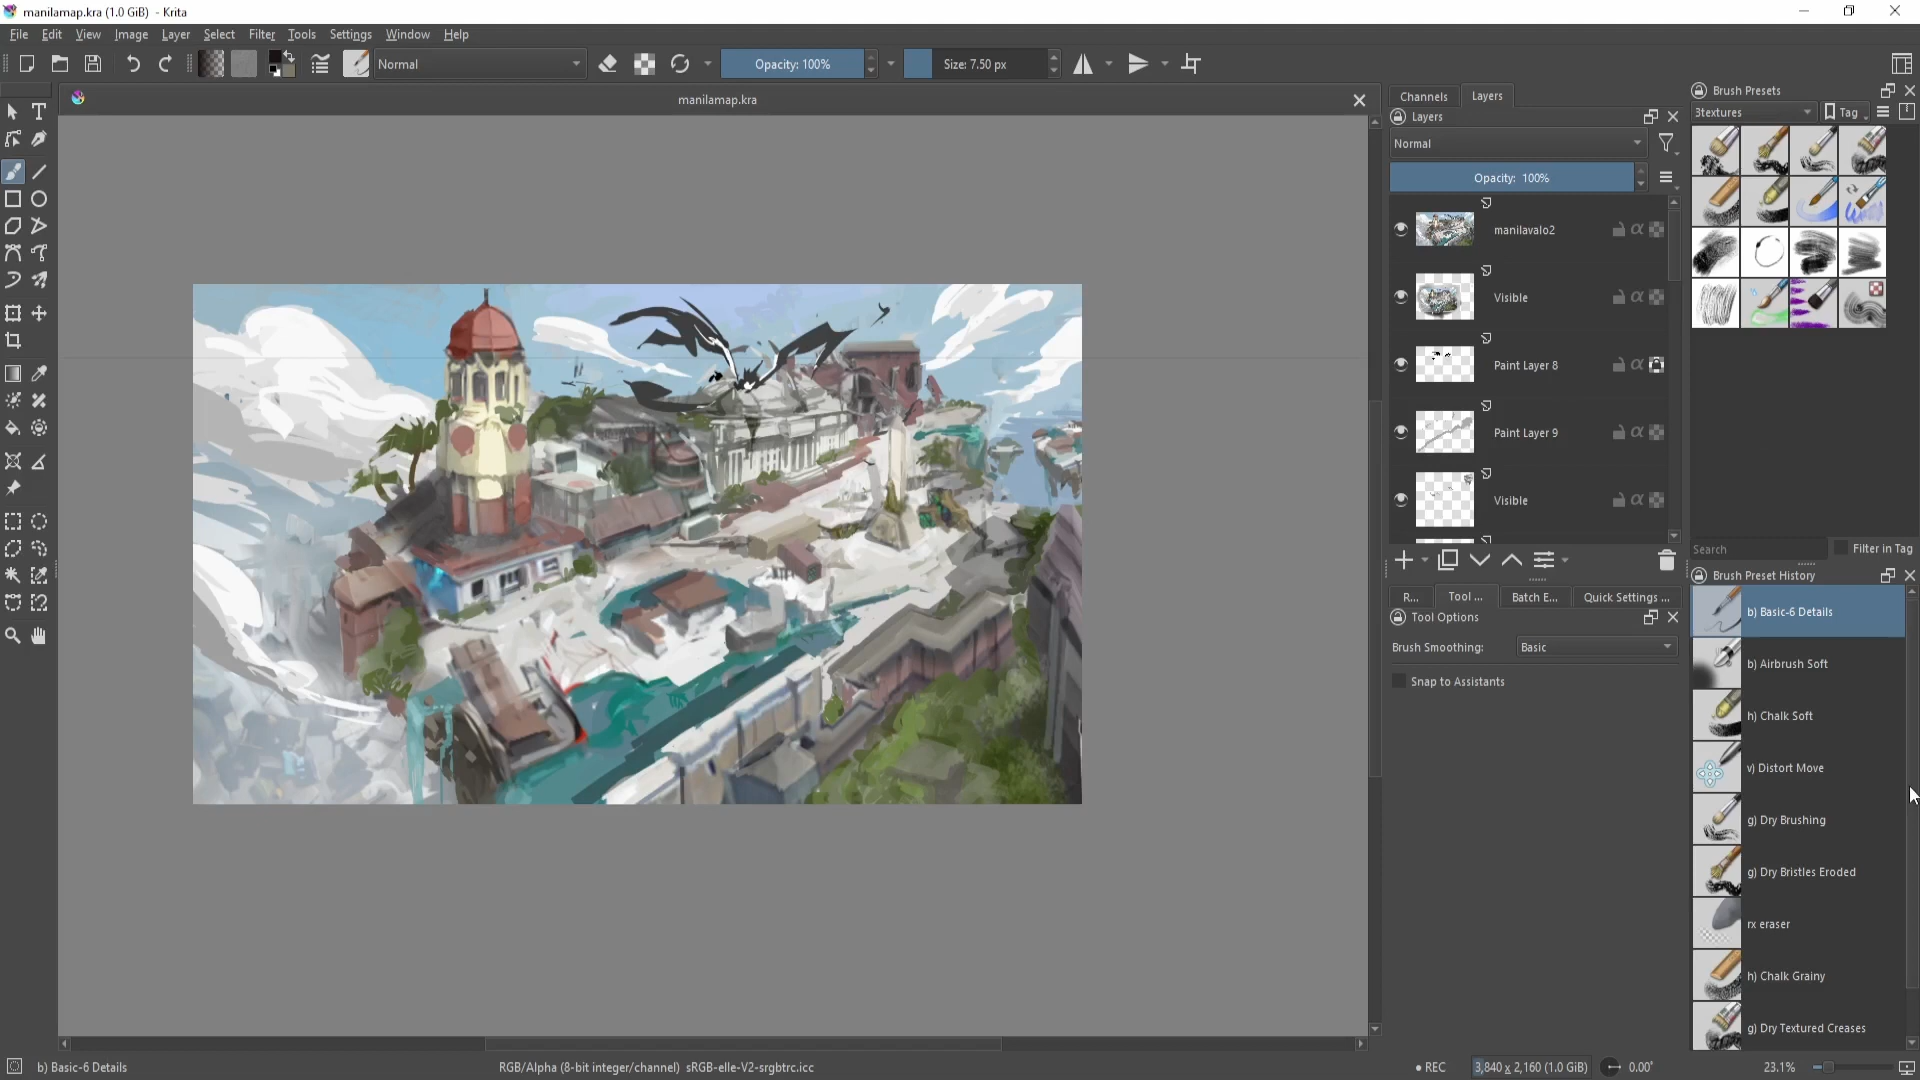 manilamap.kra (1.0 GiB) - Krita
File Edit View Image Layer Select Filter Tools Settings Window Help
Normal
Opacity: 100%
Size: 7.50 px
manilamap.kra
Channels
Layers
Layers
Normal
Opacity: 100%
manilavalo2
Visible
Paint Layer 8
Paint Layer 9
Visible
R...
Tool ...
Batch E...
Quick Settings ...
Tool Options
Brush Smoothing:
Basic
Snap to Assistants
Brush Presets
3textures
Tag
Search
Filter in Tag
Brush Preset History
b) Basic-6 Details
b) Airbrush Soft
h) Chalk Soft
v) Distort Move
g) Dry Brushing
g) Dry Bristles Eroded
rx eraser
h) Chalk Grainy
g) Dry Textured Creases
b) Basic-6 Details
RGB/Alpha (8-bit integer/channel) sRGB-elle-V2-srgbtrc.icc
REC
3,840 x 2,160 (1.0 GiB)
0.00°
23.1%